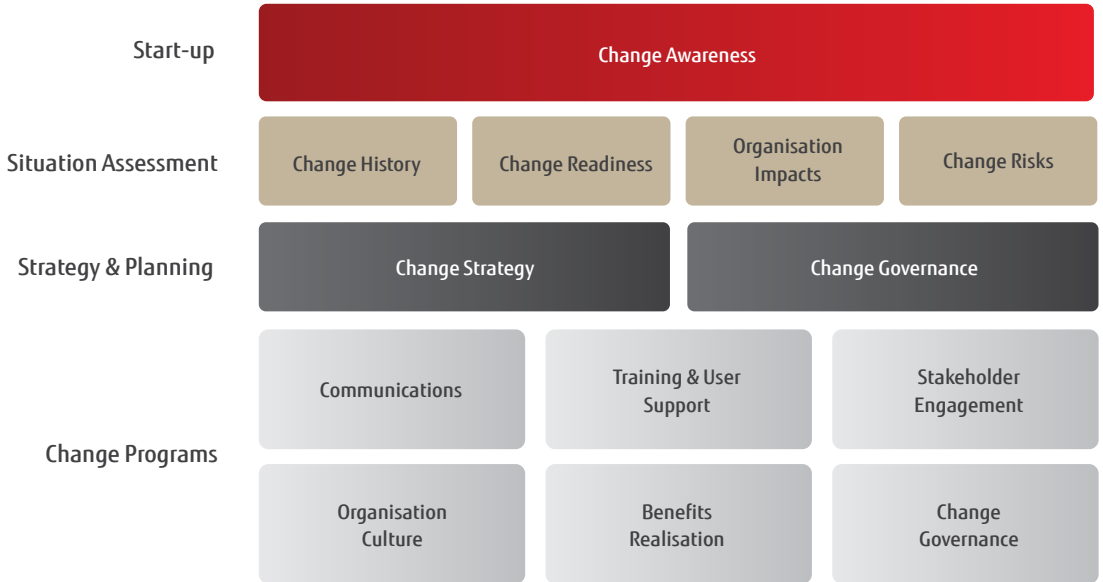 Start-up
Change Awareness
Situation Assessment
Change History
Change Readiness
Organisation
Impacts
Change Risks
Strategy & Planning
Change Strategy
Change Governance
Change Programs
Communications
Training & User
Support
Stakeholder
Engagement
Organisation
Culture
Benefits
Realisation
Change
Governance